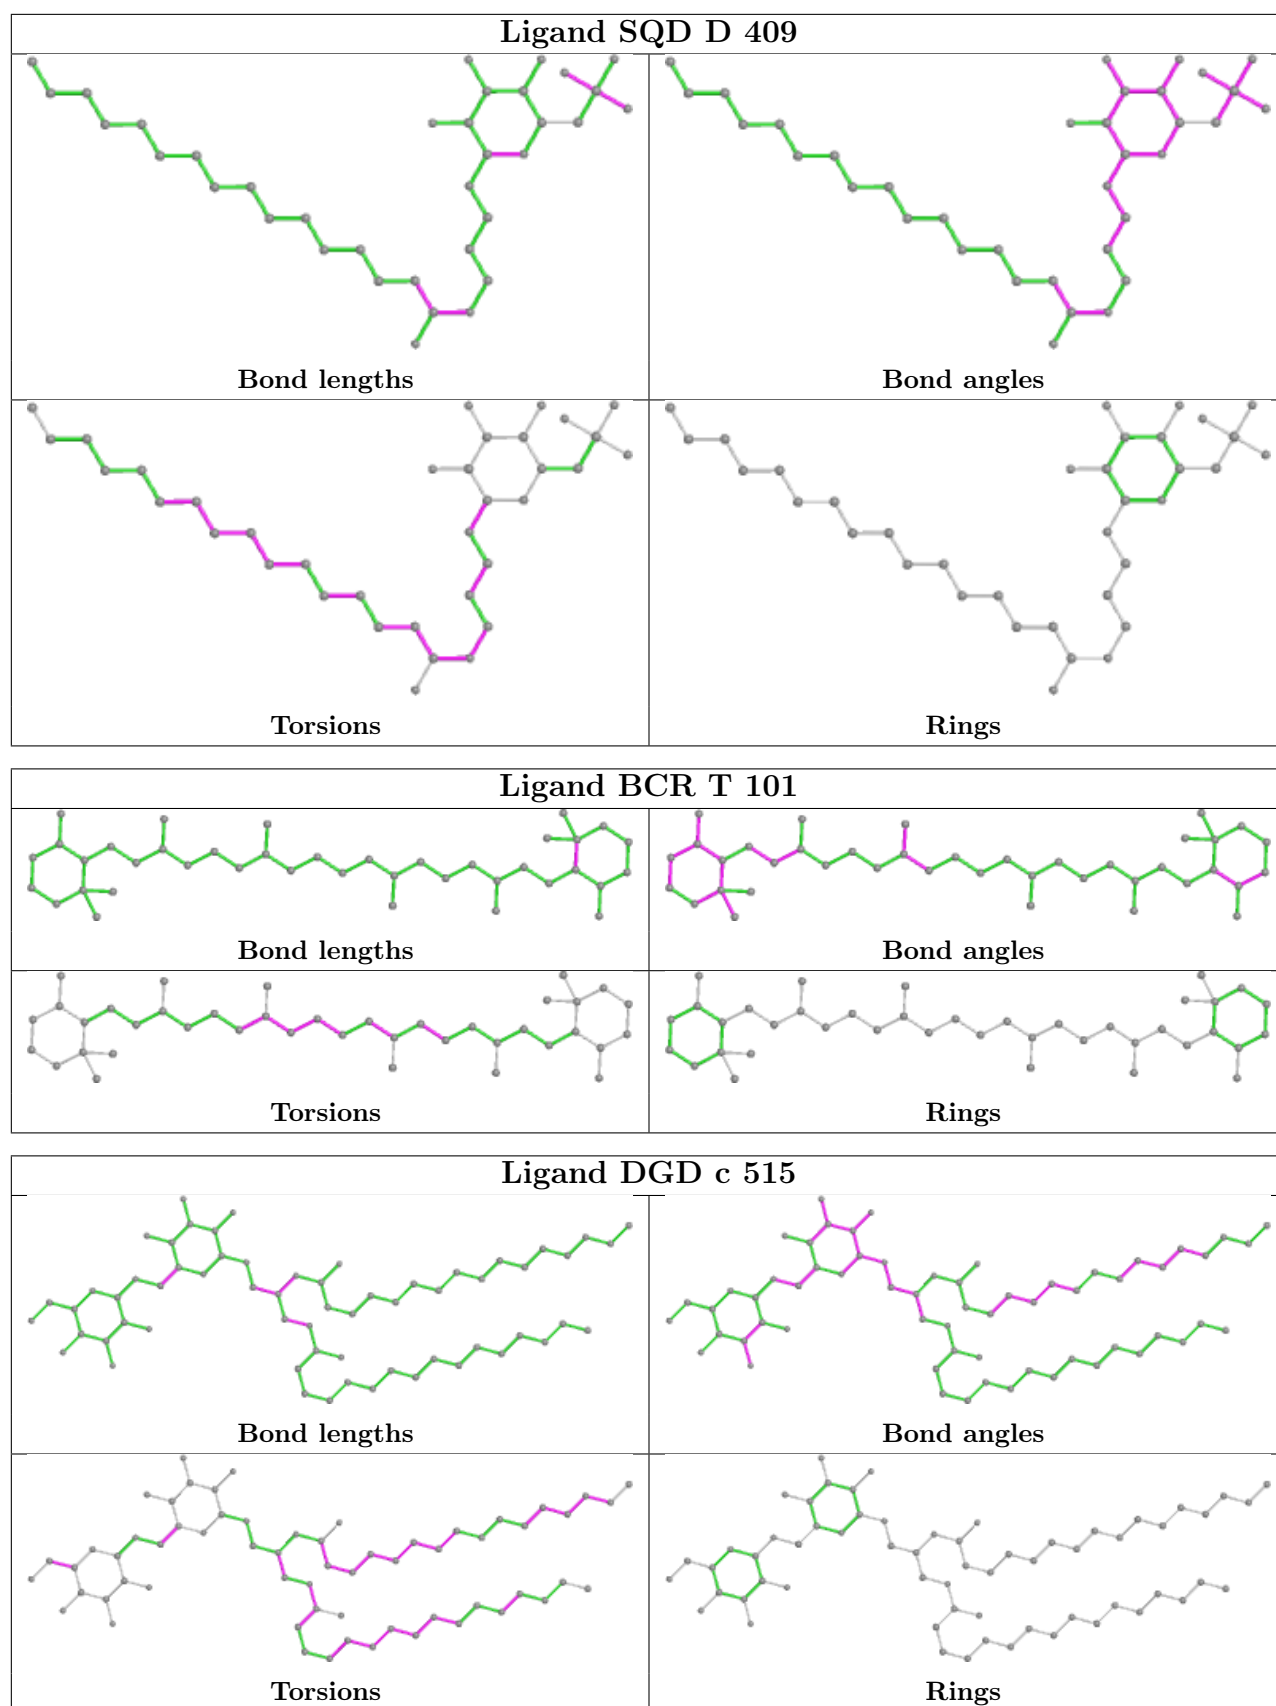 Ligand SQD D 409
Bond lengths
Bond angles
Torsions
Rings
Ligand BCR T 101
Bond lengths
Bond angles
Torsions
Rings
Ligand DGD c 515
Bond lengths
Bond angles
Torsions
Rings